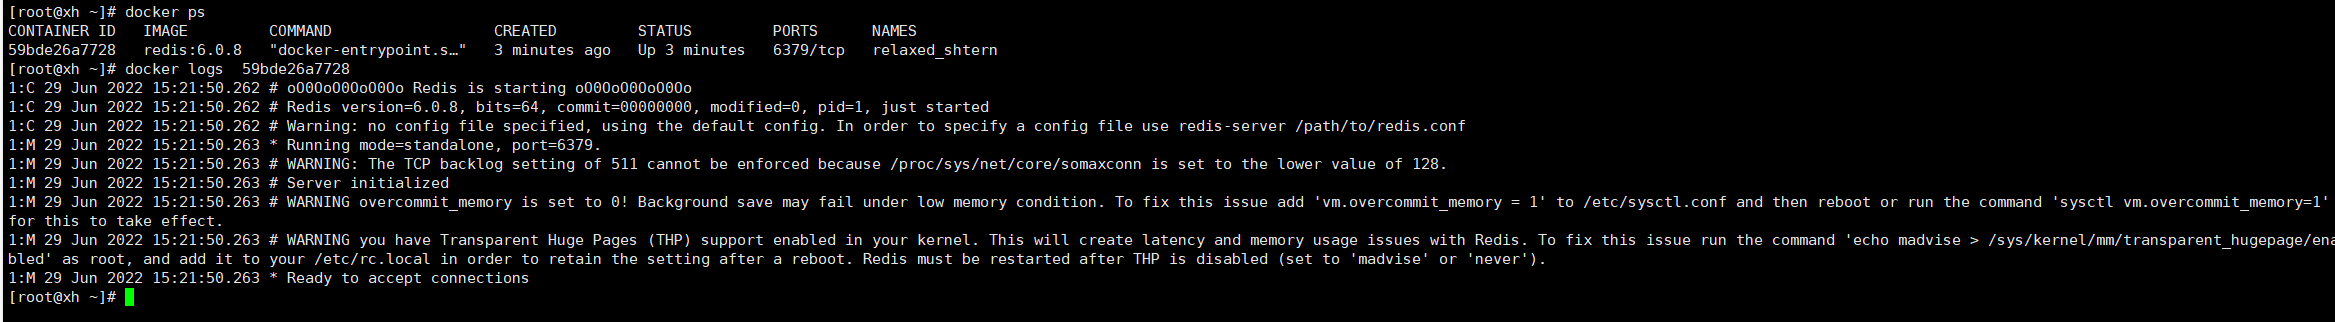 [root@xh ~]# docker ps
CONTAINER ID   IMAGE         COMMAND                  CREATED         STATUS         PORTS      NAMES
59bde26a7728   redis:6.0.8   "docker-entrypoint.s…"   3 minutes ago   Up 3 minutes   6379/tcp   relaxed_shtern
[root@xh ~]# docker logs  59bde26a7728
1:C 29 Jun 2022 15:21:50.262 # oO0OoO0OoO0Oo Redis is starting oO0OoO0OoO0Oo
1:C 29 Jun 2022 15:21:50.262 # Redis version=6.0.8, bits=64, commit=00000000, modified=0, pid=1, just started
1:C 29 Jun 2022 15:21:50.262 # Warning: no config file specified, using the default config. In order to specify a config file use redis-server /path/to/redis.conf
1:M 29 Jun 2022 15:21:50.263 * Running mode=standalone, port=6379.
1:M 29 Jun 2022 15:21:50.263 # WARNING: The TCP backlog setting of 511 cannot be enforced because /proc/sys/net/core/somaxconn is set to the lower value of 128.
1:M 29 Jun 2022 15:21:50.263 # Server initialized
1:M 29 Jun 2022 15:21:50.263 # WARNING overcommit_memory is set to 0! Background save may fail under low memory condition. To fix this issue add 'vm.overcommit_memory = 1' to /etc/sysctl.conf and then reboot or run the command 'sysctl vm.overcommit_memory=1'
for this to take effect.
1:M 29 Jun 2022 15:21:50.263 # WARNING you have Transparent Huge Pages (THP) support enabled in your kernel. This will create latency and memory usage issues with Redis. To fix this issue run the command 'echo madvise > /sys/kernel/mm/transparent_hugepage/ena
bled' as root, and add it to your /etc/rc.local in order to retain the setting after a reboot. Redis must be restarted after THP is disabled (set to 'madvise' or 'never').
1:M 29 Jun 2022 15:21:50.263 * Ready to accept connections
[root@xh ~]#